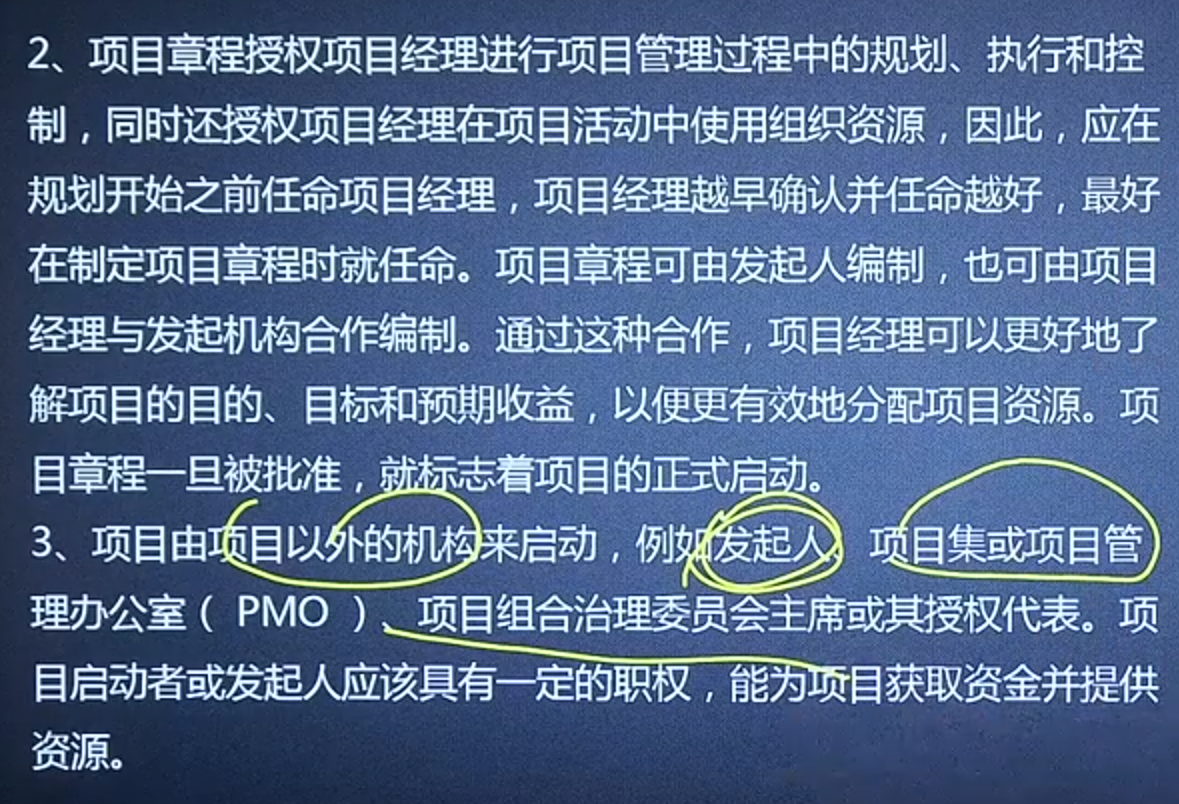 2、项目章程授权项目经理进行项目管理过程中的规划、执行和控
制，同时还授权项目经理在项目活动中使用组织资源，因此，应在
规划开始之前任命项目经理，项目经理越早确认并任命越好，最好
在制定项目章程时就任命。项目章程可由发起人编制，也可由项目
经理与发起机构合作编制。通过这种合作，项目经理可以更好地了
解项目的目的、目标和预期收益，以便更有效地分配项目资源。项
目章程一旦被批准，就标志着项目的正式启动。
3、项目由项目以外的机构来启动，例如发起人、项目集或项目管
理办公室（ PMO ）、项目组合治理委员会主席或其授权代表。项
目启动者或发起人应该具有一定的职权，能为项目获取资金并提供
资源。